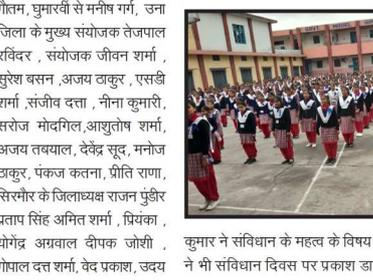 गौतम, घुमारवीं से मनीष गर्ग, उना
जिला के मुख्य संयोजक तेजपाल
रविंदर , संयोजक जीवन शर्मा ,
सुरेश बसन ,अजय ठाकुर , एसडी
शर्मा ,संजीव दत्ता , नीना कुमारी,
सरोज मोदगिल,आशुतोष शर्मा,
अजय तबयाल, देवेंद्र सूद, मनोज
ठाकुर, पंकज कतना, प्रीति राणा,
सिरमौर के जिलाध्यक्ष राजन पुंडीर
प्रताप सिंह अमित शर्मा , प्रियंका ,
योगेंद्र अग्रवाल दीपक जोशी ,
गोपाल दत्त शर्मा, वेद प्रकाश, उदय
कुमार ने संविधान के महत्व के विषय
ने भी संविधान दिवस पर प्रकाश डा